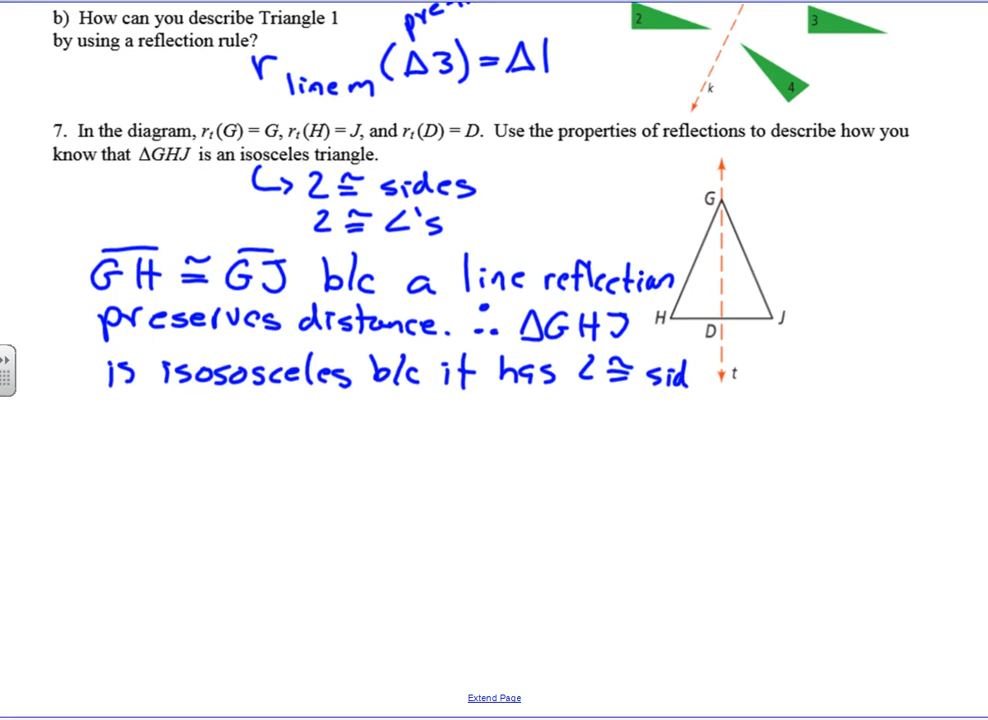 b) How can you describe Triangle 1
by using a reflection rule?
pre-
r line m (Δ3) = Δ1
2
3
4
k
7. In the diagram, rₜ(G) = G, rₜ(H) = J, and rₜ(D) = D. Use the properties of reflections to describe how you
know that ΔGHJ is an isosceles triangle.
↳ 2 ≅ sides
2 ≅ ∠'s
G̅H̅ ≅ G̅J̅ b/c a line reflection
preserves distance. ∴ ΔGHJ
is isososceles b/c it has 2 ≅ sid
G
H
J
D
t
Extend Page